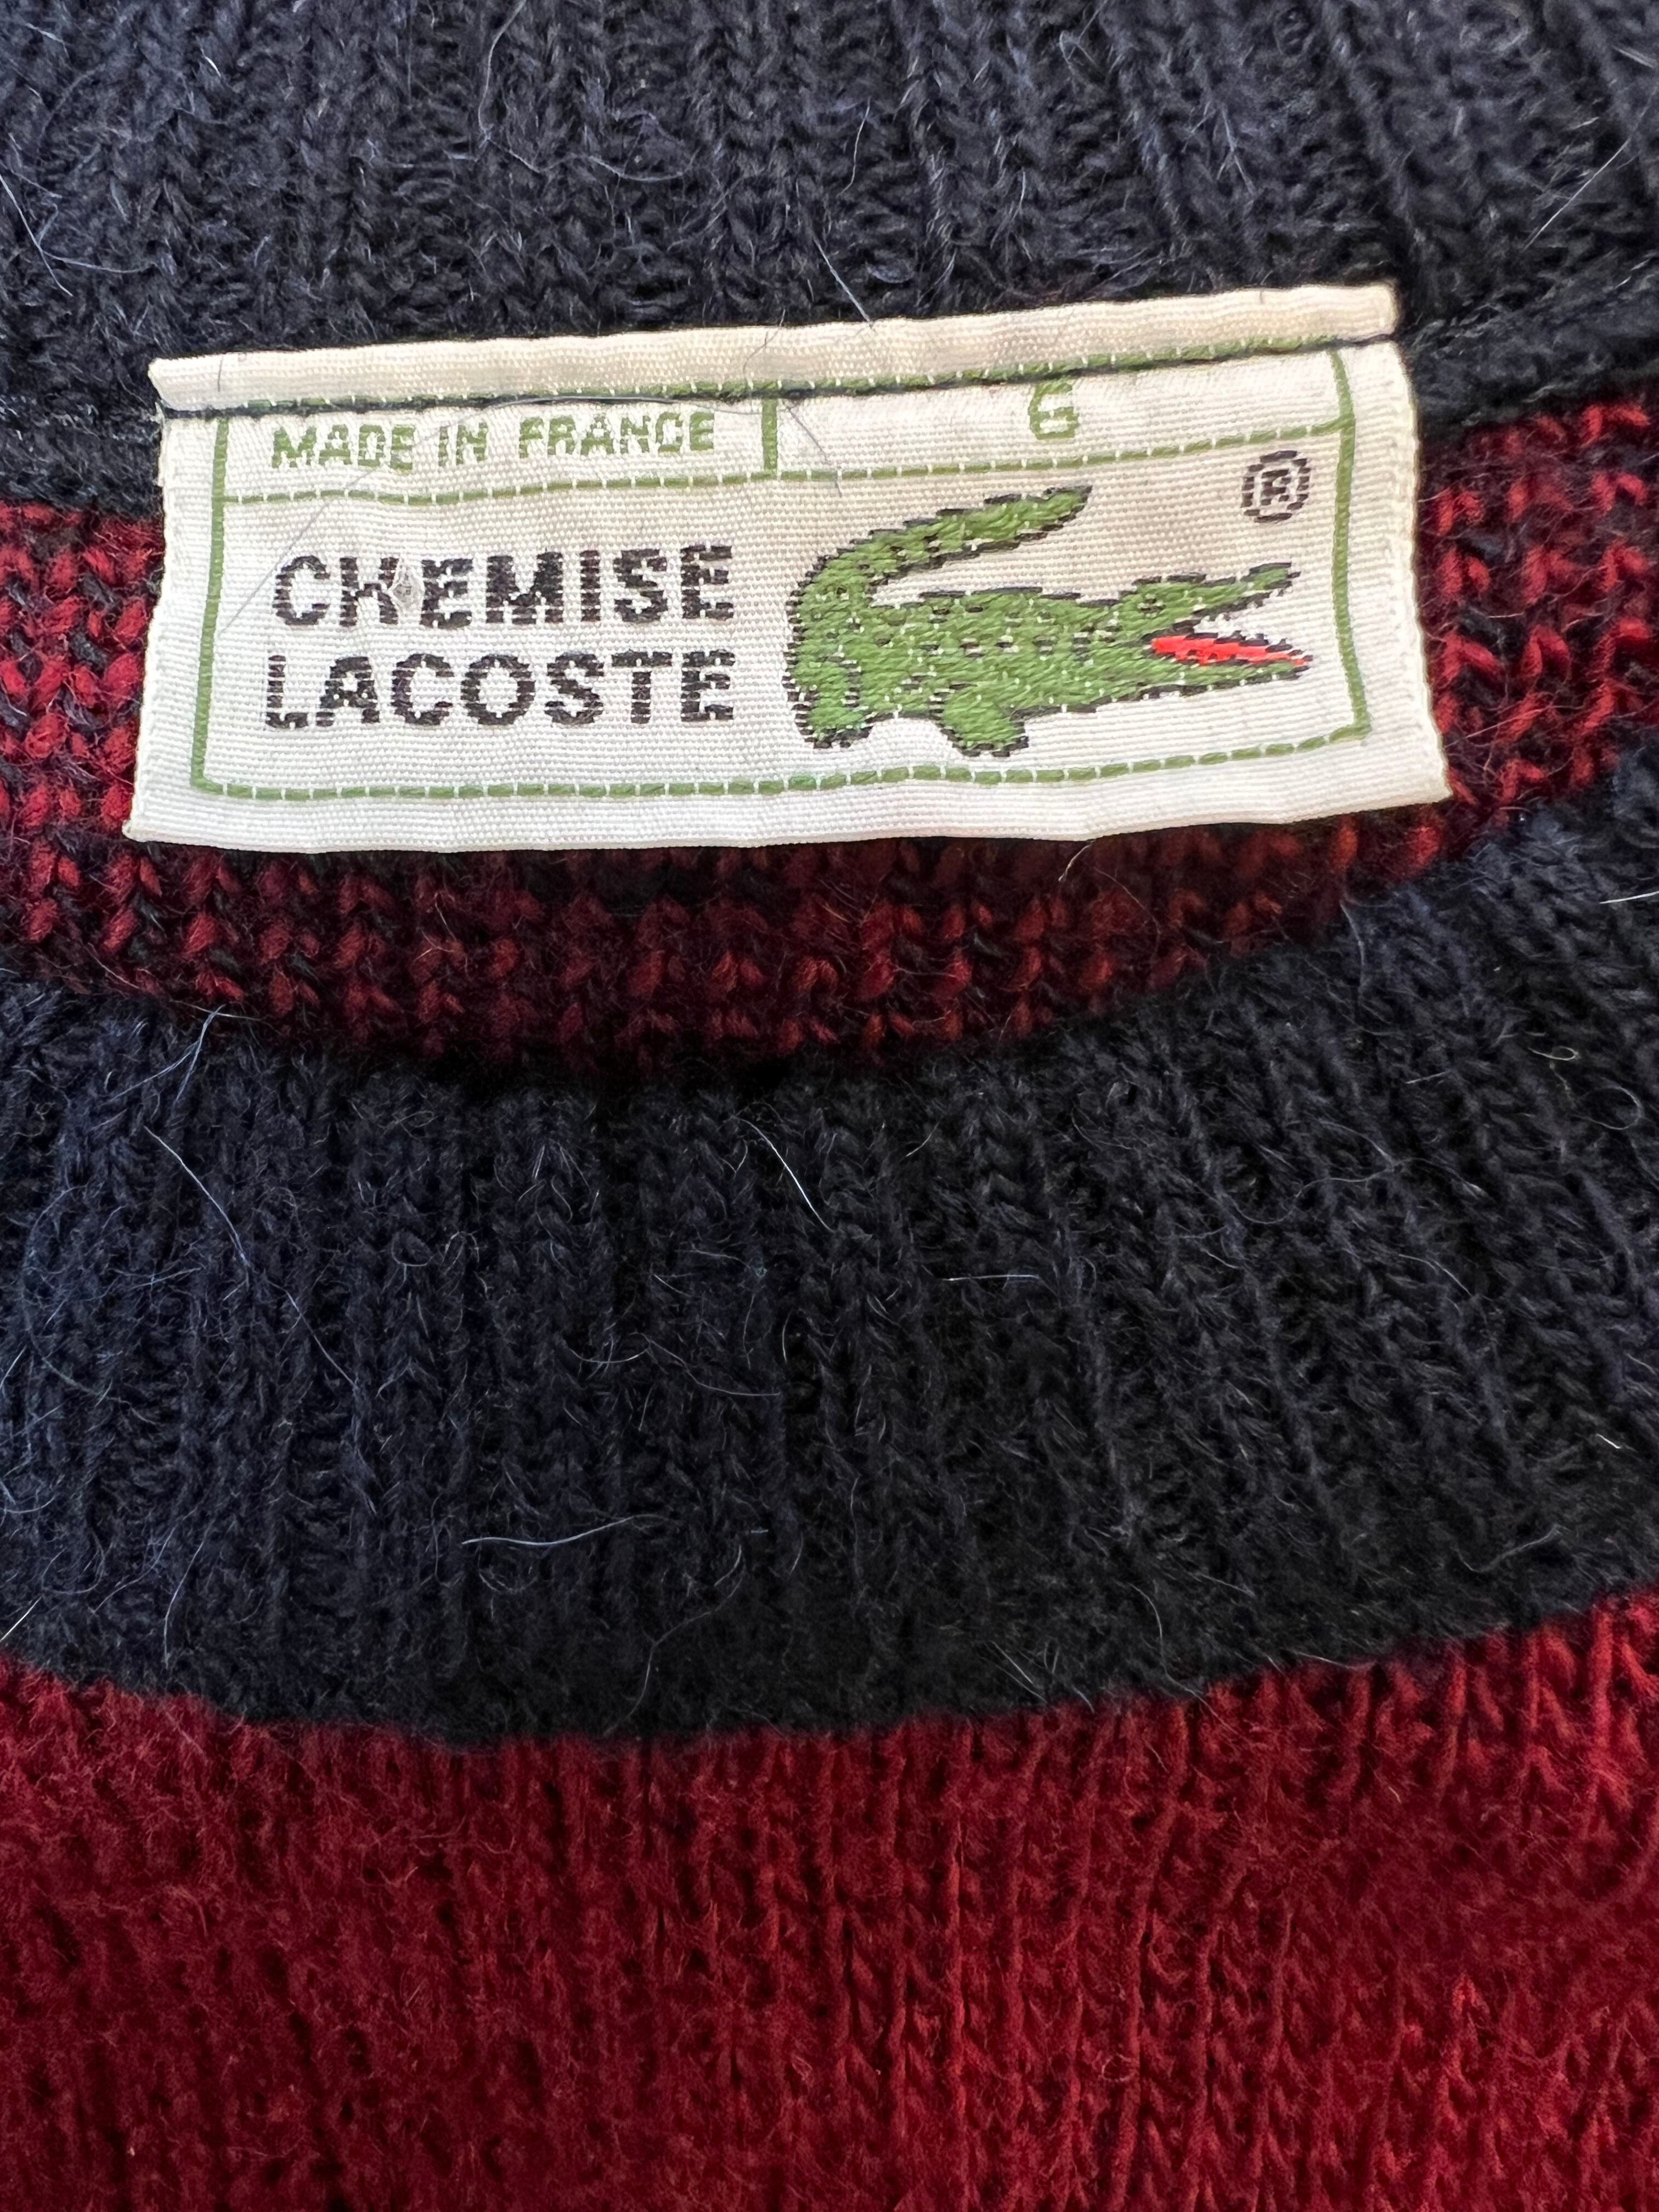 MADE IN FRANCE 6
®
CHEMISE
LACOSTE